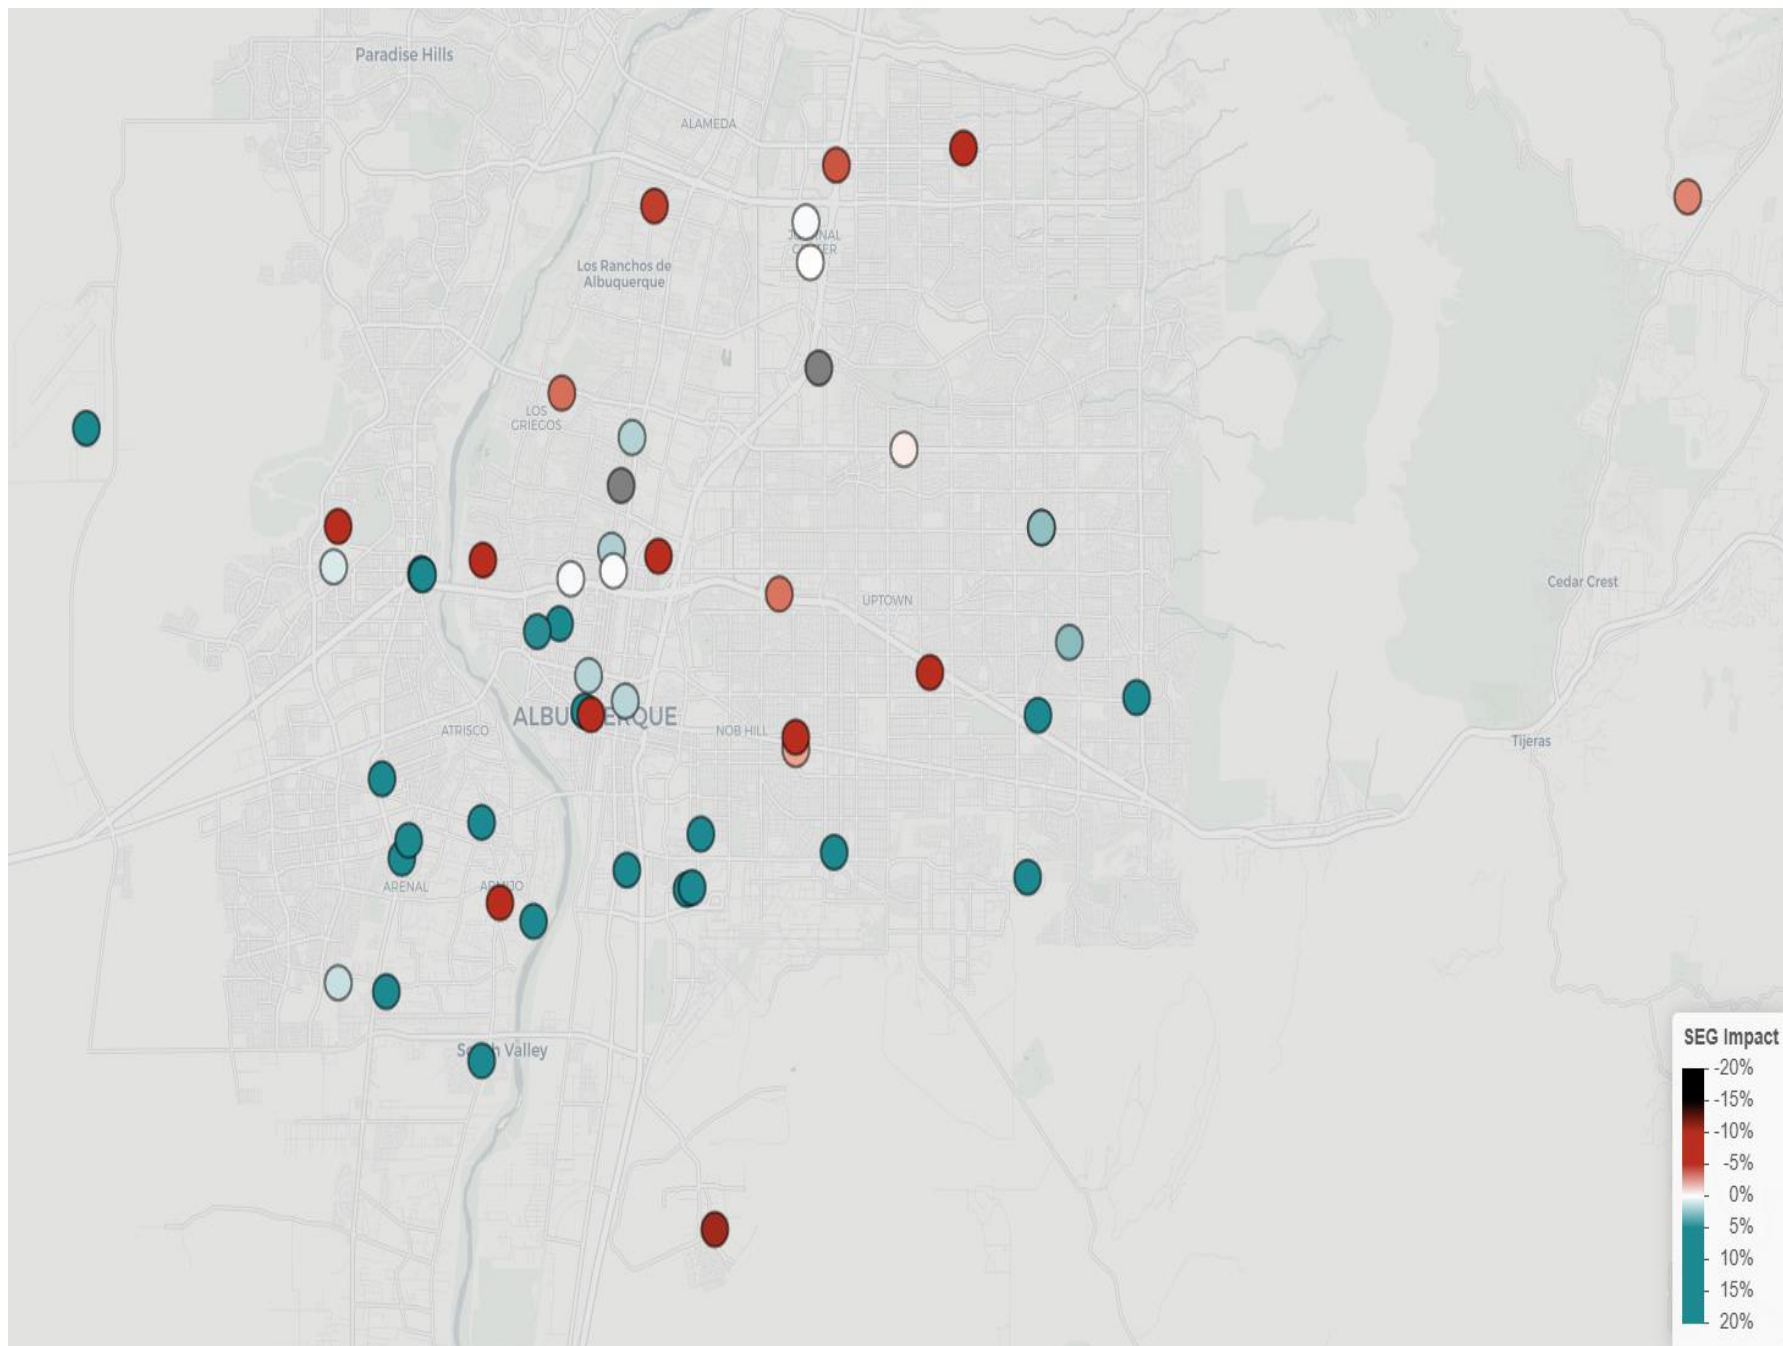 Paradise Hills
ALAMEDA
Los Ranchos de
Albuquerque
LOS
GRIEGOS
UPTOWN
Cedar Crest
NOB HILL
ATRISCO
Tijeras
ARENAL
SEG Impact
-20%
-15%
-10%
-5%
0%
5%
10%
15%
20%